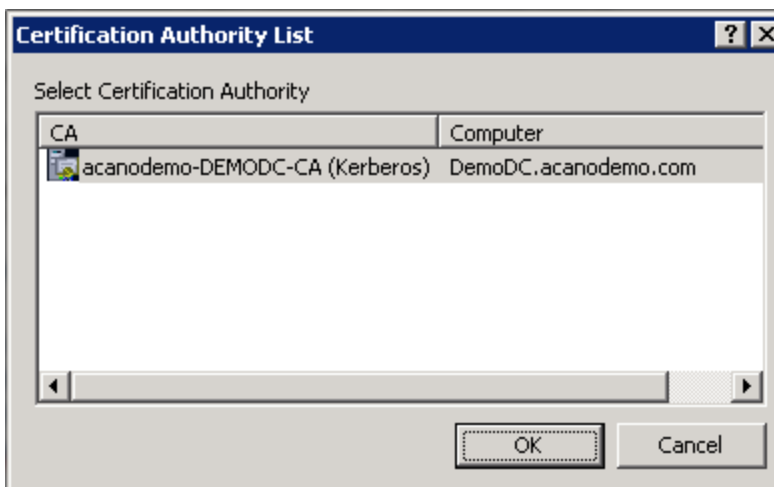 Certification Authority List
Select Certification Authority
CA Computer
acanodemo-DEMODC-CA (Kerberos) DemoDC.acanodemo.com
OK Cancel